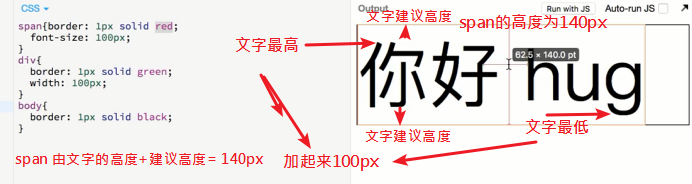 CSS
Output
Run with JS
Auto-run JS
span{border: 1px solid red;
font-size: 100px;
}
div{
border: 1px solid green;
width: 100px;
}
body{
border: 1px solid black;
}
文字建议高度
span的高度为140px
文字最高
62.5 × 140.0 pt
你好 hug
文字建议高度
文字最低
span 由文字的高度+建议高度= 140px
加起来100px